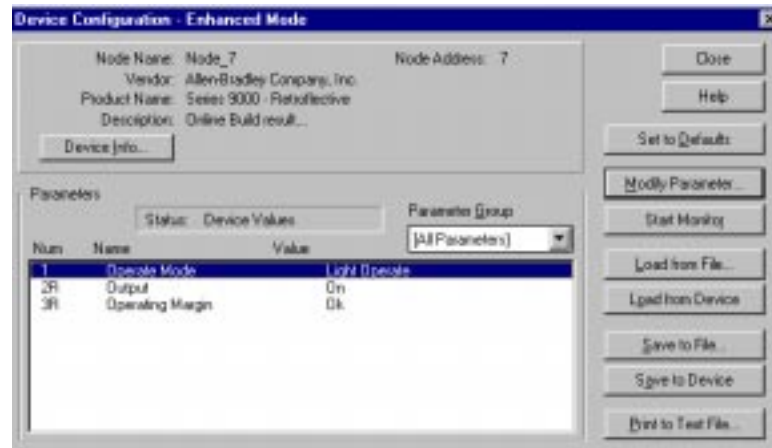 Device Configuration - Enhanced Mode
Node Name: Node_7 Node Address: 7
Vendor: Allen-Bradley Company, Inc.
Product Name: Series 9000 - Retroflective
Description: Online Build result...
Device Info...
Close
Help
Set to Defaults
Modify Parameter...
Start Monitor
Load from File...
Load from Device
Save to File...
Save to Device
Print to Text File...
Parameters
Status: Device Values
Parameter Group
[All Parameters]
Num Name Value
1 Operate Mode Light Operate
2R Output On
3R Operating Margin Ok